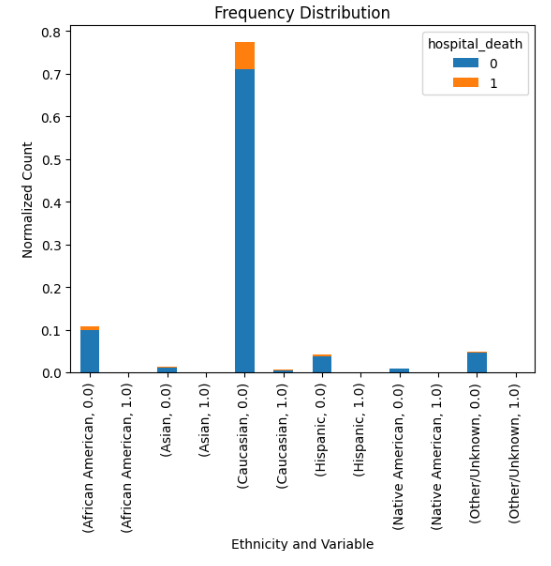 Frequency Distribution
hospital_death
0
1
0.8
0.7
0.6
0.5
0.4
0.3
0.2
0.1
0.0
Normalized Count
(African American, 0.0)
(African American, 1.0)
(Asian, 0.0)
(Asian, 1.0)
(Caucasian, 0.0)
(Caucasian, 1.0)
(Hispanic, 0.0)
(Hispanic, 1.0)
(Native American, 0.0)
(Native American, 1.0)
(Other/Unknown, 0.0)
(Other/Unknown, 1.0)
Ethnicity and Variable